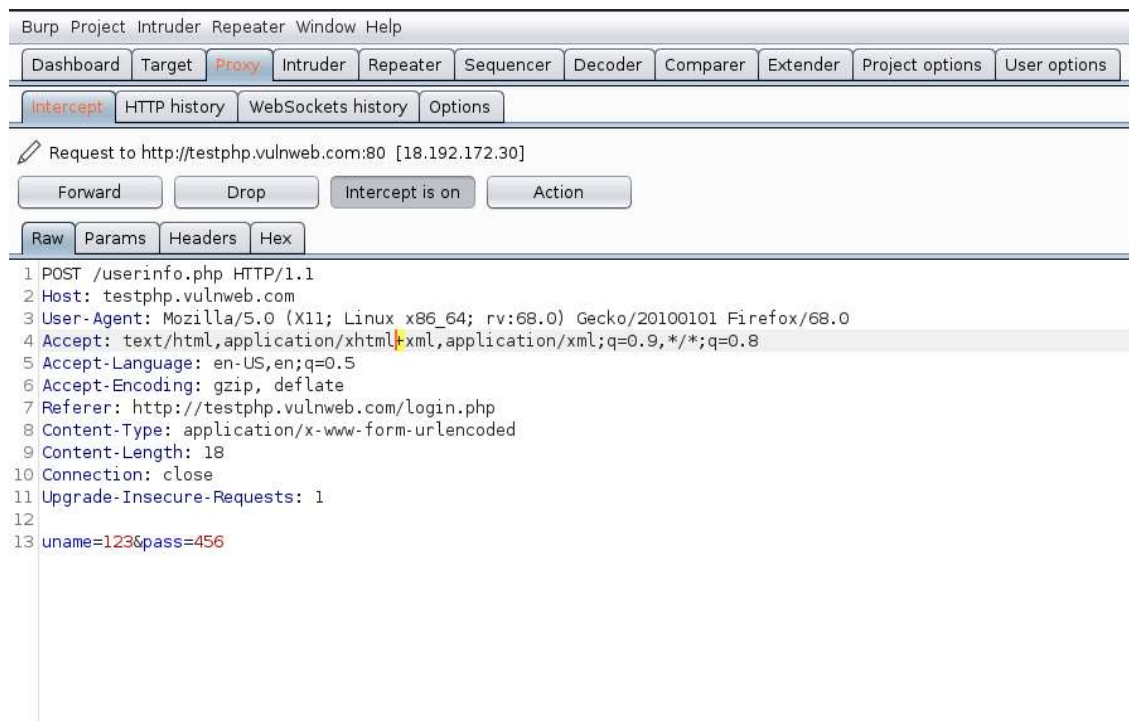 Burp Project Intruder Repeater Window Help
Dashboard Target Proxy Intruder Repeater Sequencer Decoder Comparer Extender Project options User options
Intercept HTTP history WebSockets history Options
Request to http://testphp.vulnweb.com:80 [18.192.172.30]
Forward Drop Intercept is on Action
Raw Params Headers Hex
1 POST /userinfo.php HTTP/1.1
2 Host: testphp.vulnweb.com
3 User-Agent: Mozilla/5.0 (X11; Linux x86_64; rv:68.0) Gecko/20100101 Firefox/68.0
4 Accept: text/html,application/xhtml+xml,application/xml;q=0.9,*/*;q=0.8
5 Accept-Language: en-US,en;q=0.5
6 Accept-Encoding: gzip, deflate
7 Referer: http://testphp.vulnweb.com/login.php
8 Content-Type: application/x-www-form-urlencoded
9 Content-Length: 18
10 Connection: close
11 Upgrade-Insecure-Requests: 1
12
13 uname=123&pass=456